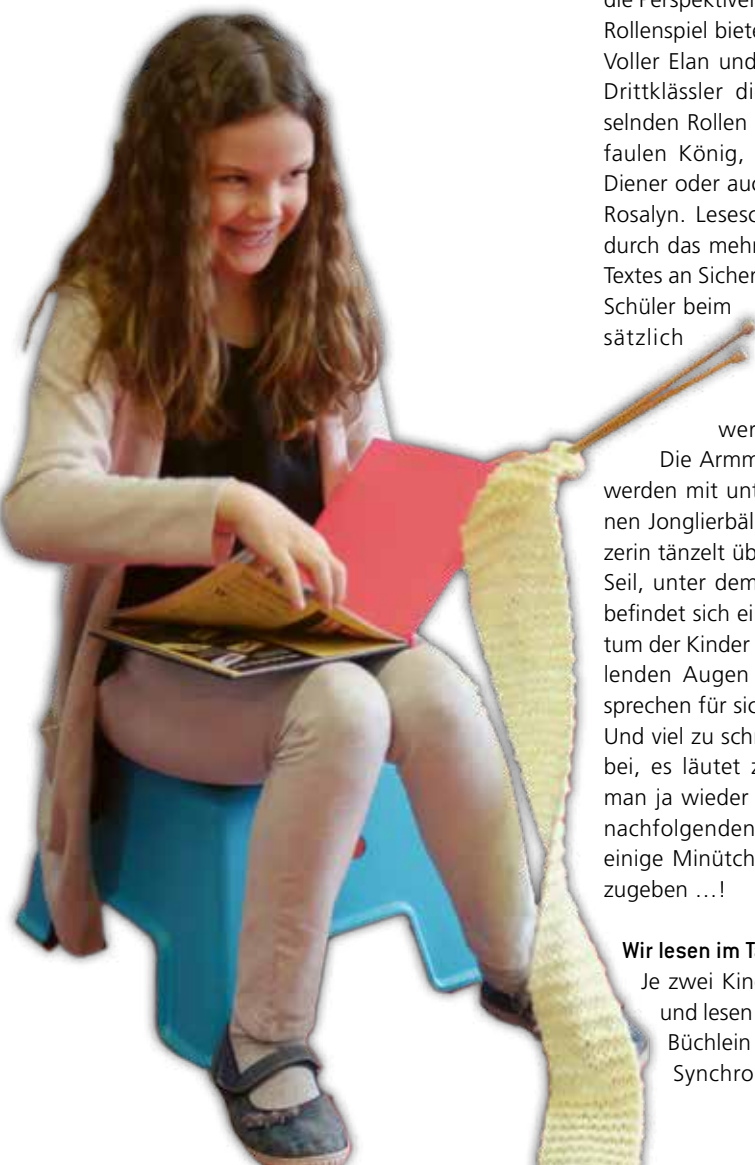 die Perspektiven
Rollenspiel biete
Voller Elan und
Drittklässler di
selnden Rollen
faulen König,
Diener oder auc
Rosalyn. Lesesc
durch das mehr
Textes an Sicher
Schüler beim
sätzlich
wer
Die Armm
werden mit unt
nen Jonglierbäl
zerin tänzelt üb
Seil, unter dem
befindet sich ei
tum der Kinder
lenden Augen
sprechen für sic
Und viel zu sch
bei, es läutet z
man ja wieder
nachfolgenden
einige Minütch
zugeben …!
Wir lesen im T
Je zwei Kin
und lesen
Büchlein
Synchro